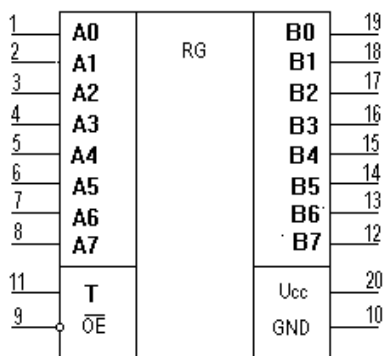 1 A0 RG B0 19
2 A1 B1 18
3 A2 B2 17
4 A3 B3 16
5 A4 B4 15
6 A5 B5 14
7 A6 B6 13
8 A7 B7 12
11 T Ucc 20
9 O̅E̅ GND 10